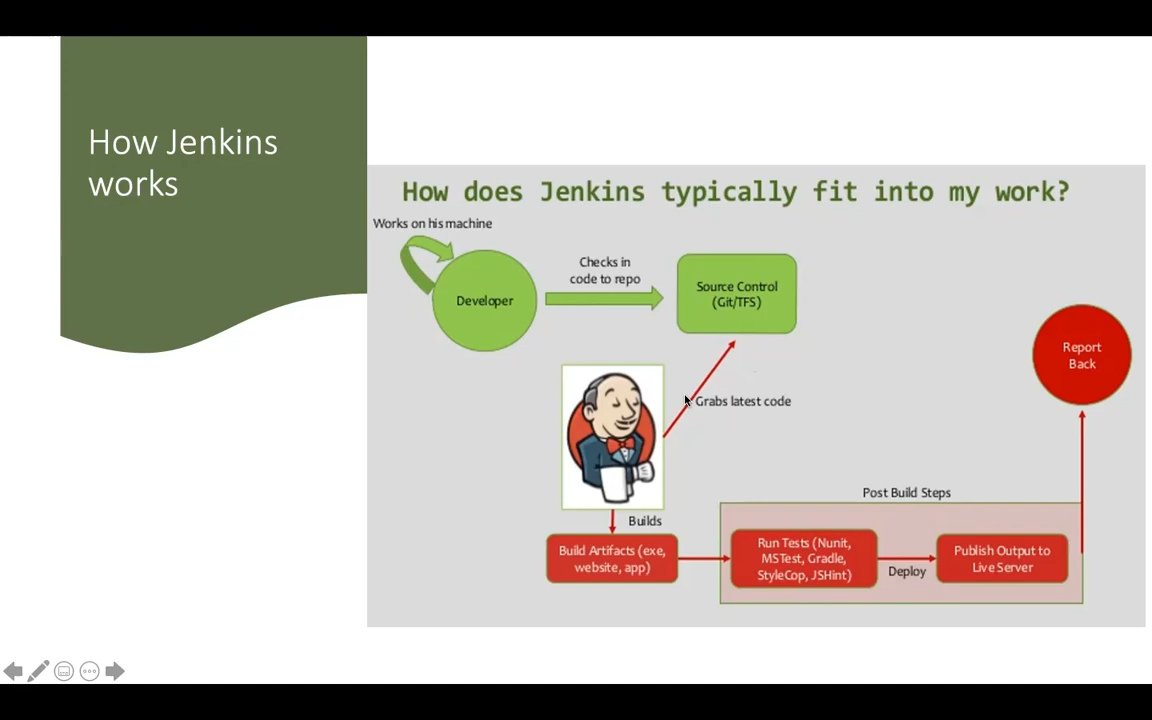 How Jenkins
works
How does Jenkins typically fit into my work?
Works on his machine
Developer
Checks in
code to repo
Source Control
(Git/TFS)
Report
Back
Grabs latest code
Post Build Steps
Builds
Build Artifacts (exe,
website, app)
Run Tests (Nunit,
MSTest, Gradle,
StyleCop, JSHint)
Deploy
Publish Output to
Live Server